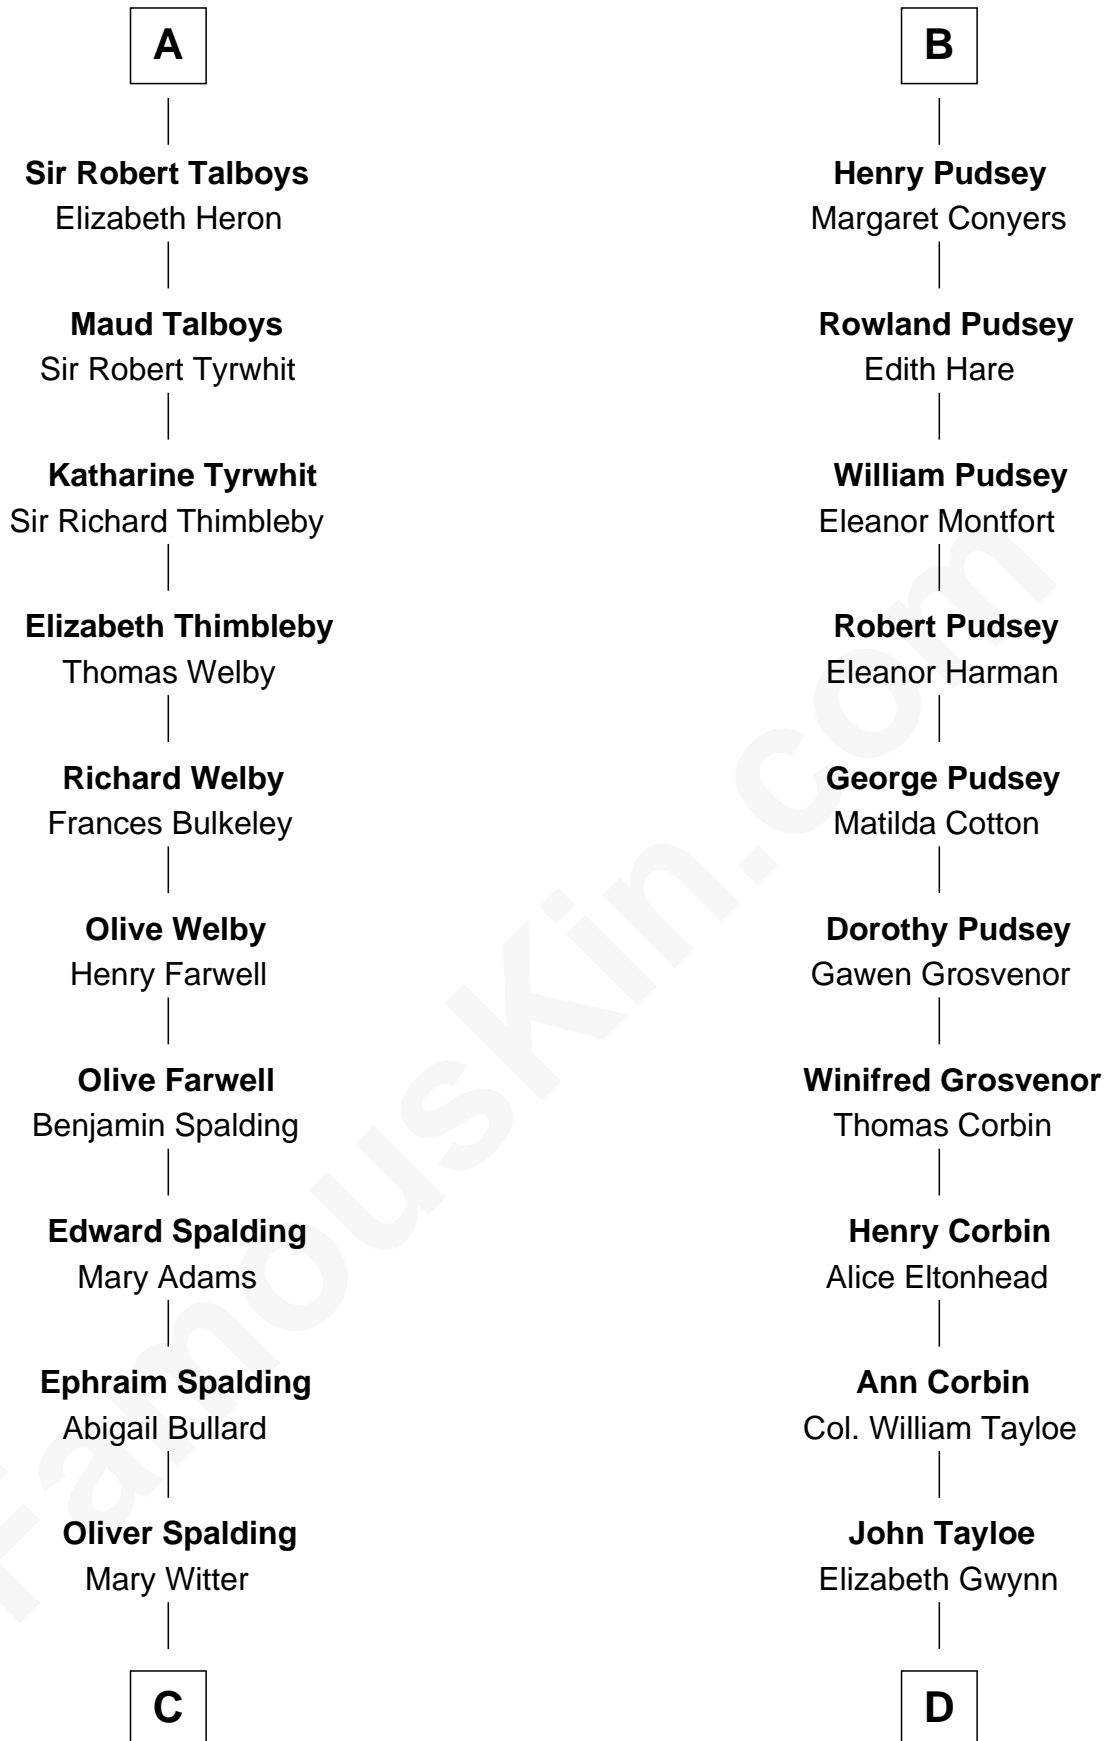 A
Sir Robert Talboys
Elizabeth Heron
Maud Talboys
Sir Robert Tyrwhit
Katharine Tyrwhit
Sir Richard Thimbleby
Elizabeth Thimbleby
Thomas Welby
Richard Welby
Frances Bulkeley
Olive Welby
Henry Farwell
Olive Farwell
Benjamin Spalding
Edward Spalding
Mary Adams
Ephraim Spalding
Abigail Bullard
Oliver Spalding
Mary Witter
C
B
Henry Pudsey
Margaret Conyers
Rowland Pudsey
Edith Hare
William Pudsey
Eleanor Montfort
Robert Pudsey
Eleanor Harman
George Pudsey
Matilda Cotton
Dorothy Pudsey
Gawen Grosvenor
Winifred Grosvenor
Thomas Corbin
Henry Corbin
Alice Eltonhead
Ann Corbin
Col. William Tayloe
John Tayloe
Elizabeth Gwynn
D
FamousKin.com